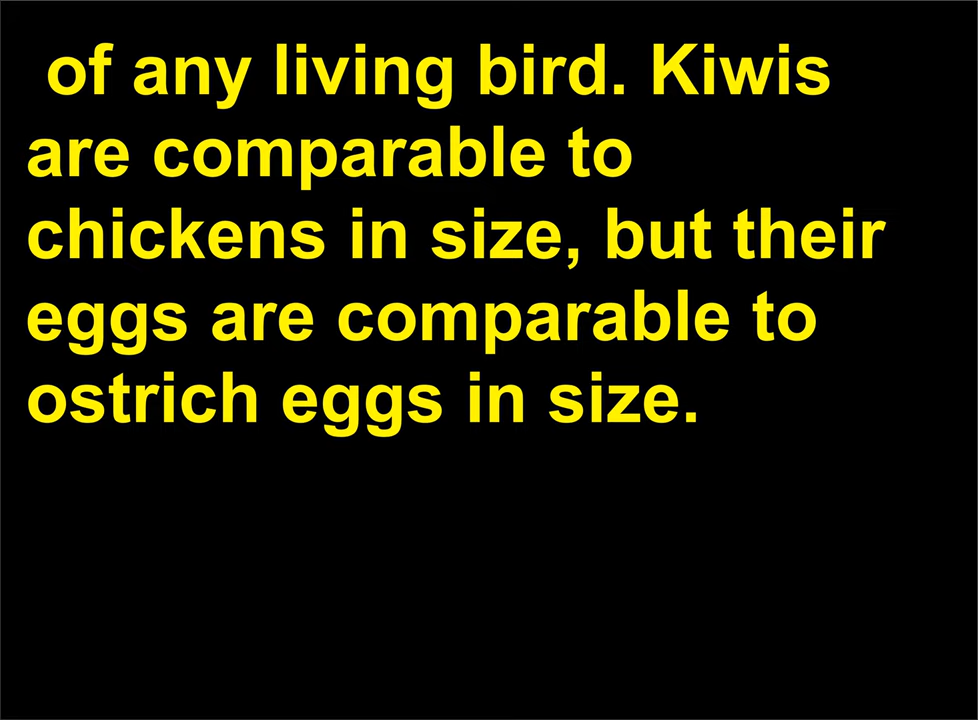 of any living bird. Kiwis
are comparable to
chickens in size, but their
eggs are comparable to
ostrich eggs in size.